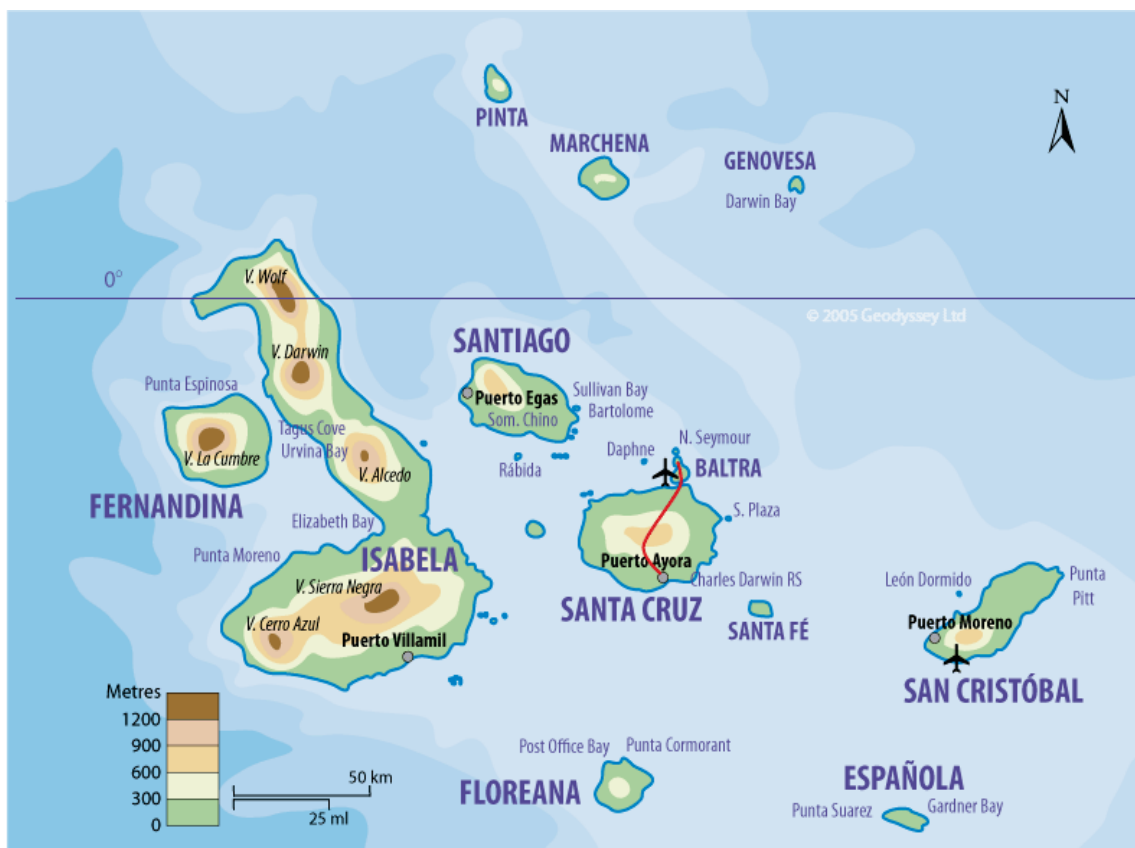 N
PINTA
MARCHENA
GENOVESA
Darwin Bay
0°
V. Wolf
© 2005 Geodyssey Ltd
SANTIAGO
V. Darwin
Punta Espinosa
Puerto Egas
Sullivan Bay
Bartolome
Som. Chino
Tagus Cove
Urvina Bay
N. Seymour
Daphne
BALTRA
Rábida
V. La Cumbre
V. Alcedo
FERNANDINA
S. Plaza
Elizabeth Bay
Punta Moreno
ISABELA
Puerto Ayora
Charles Darwin RS
León Dormido
Punta
Pitt
V. Sierra Negra
SANTA CRUZ
SANTA FÉ
V. Cerro Azul
Puerto Villamil
Puerto Moreno
SAN CRISTÓBAL
Metres
1200
900
600
300
0
50 km
25 ml
Post Office Bay
Punta Cormorant
FLOREANA
ESPAÑOLA
Punta Suarez
Gardner Bay